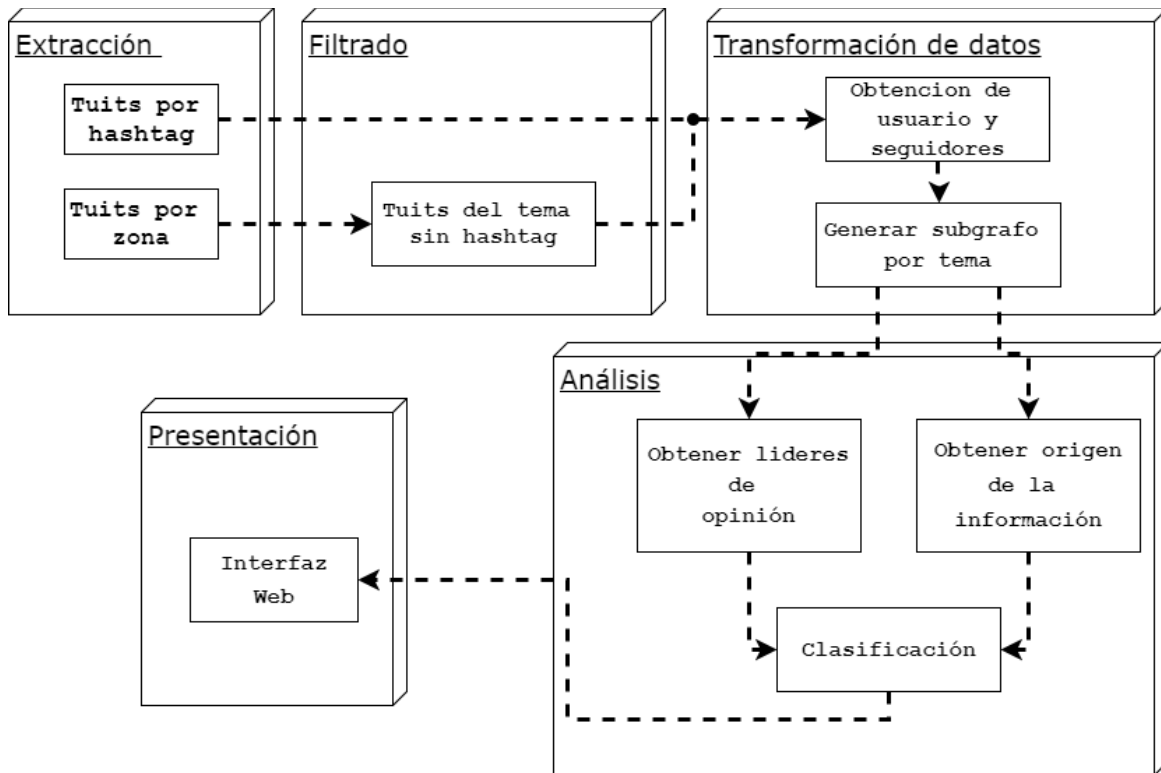 Extracción
Tuits por
hashtag
Tuits por
zona
Filtrado
Tuits del tema
sin hashtag
Transformación de datos
Obtencion de
usuario y
seguidores
Generar subgrafo
por tema
Análisis
Obtener lideres
de
opinión
Obtener origen
de la
información
Clasificación
Presentación
Interfaz
Web